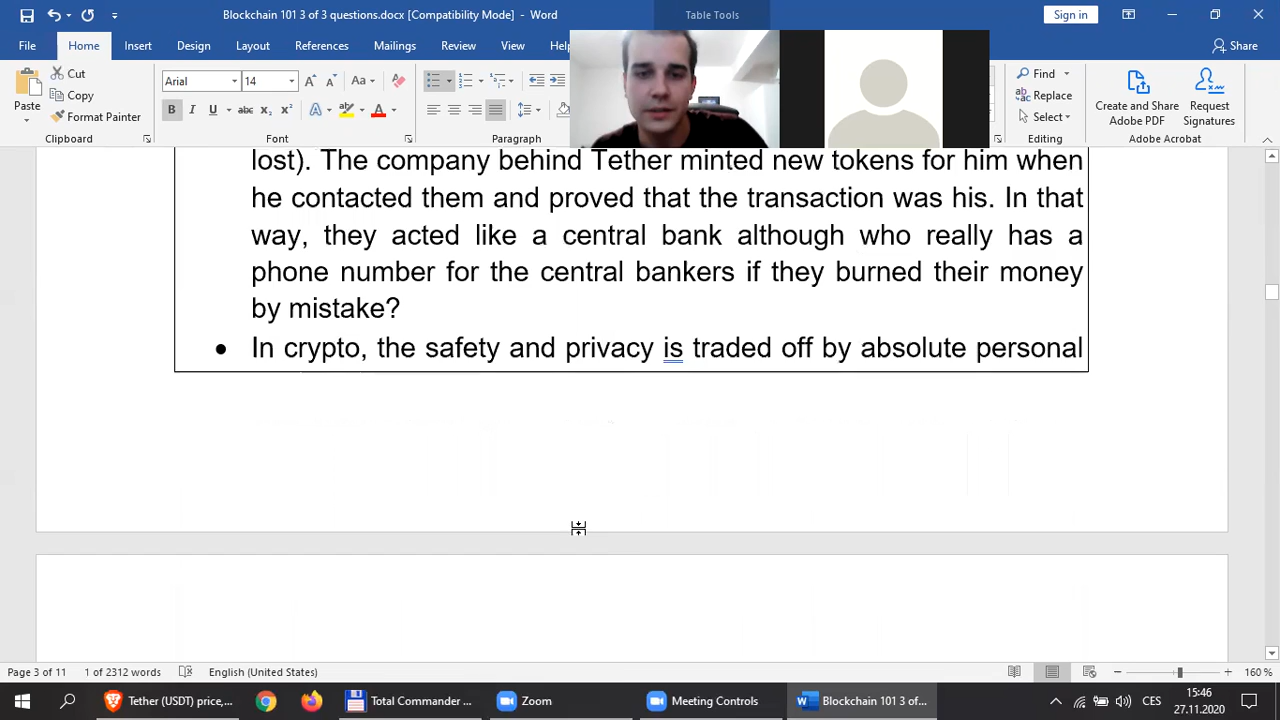 Blockchain 101 3 of 3 questions.docx [Compatibility Mode] - Word
Table Tools
Sign in
File Home Insert Design Layout References Mailings Review View Help
Share
Paste
Cut
Copy
Format Painter
Clipboard
Arial 14
B I U abc X₂ X²
Font
Paragraph
Find
Replace
Select
Editing
Create and Share Adobe PDF
Request Signatures
Adobe Acrobat
lost). The company behind Tether minted new tokens for him when
he contacted them and proved that the transaction was his. In that
way, they acted like a central bank although who really has a
phone number for the central bankers if they burned their money
by mistake?
• In crypto, the safety and privacy is traded off by absolute personal
Page 3 of 11 1 of 2312 words English (United States) 160 %
Tether (USDT) price,... Total Commander ... Zoom Meeting Controls Blockchain 101 3 of... CES
15:46
27.11.2020